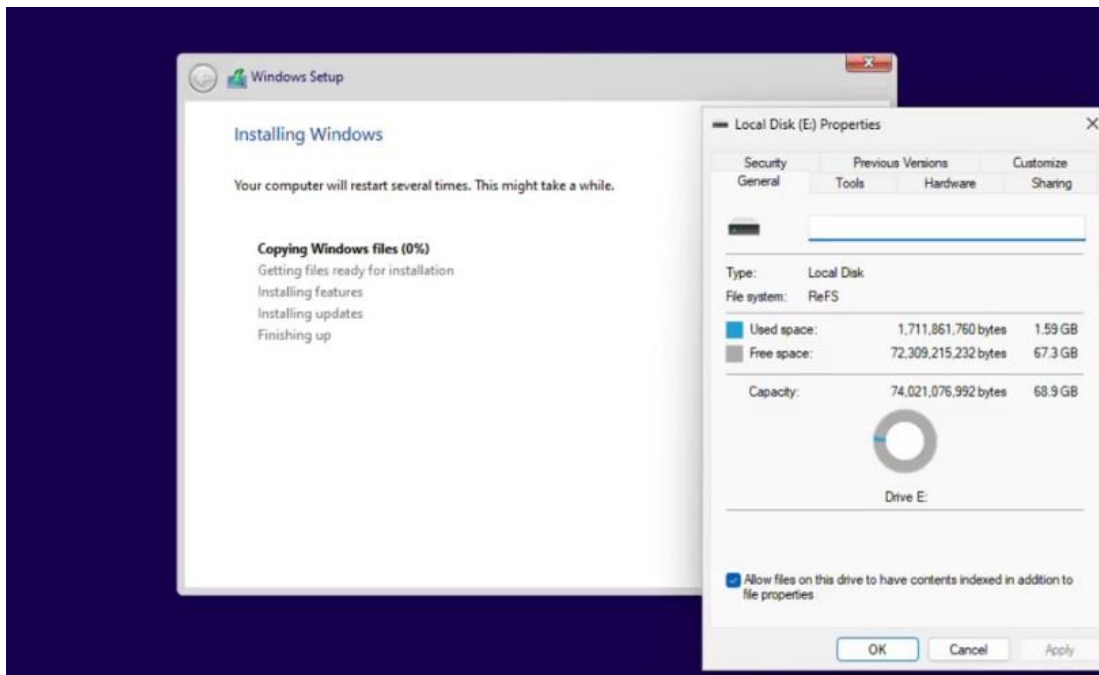 Windows Setup
Installing Windows
Your computer will restart several times. This might take a while.
Copying Windows files (0%)
Getting files ready for installation
Installing features
Installing updates
Finishing up
Local Disk (E:) Properties
Security Previous Versions Customize
General Tools Hardware Sharing
Type: Local Disk
File system: ReFS
Used space: 1,711,861,760 bytes 1.59 GB
Free space: 72,309,215,232 bytes 67.3 GB
Capacity: 74,021,076,992 bytes 68.9 GB
Drive E:
Allow files on this drive to have contents indexed in addition to
file properties
OK Cancel Apply